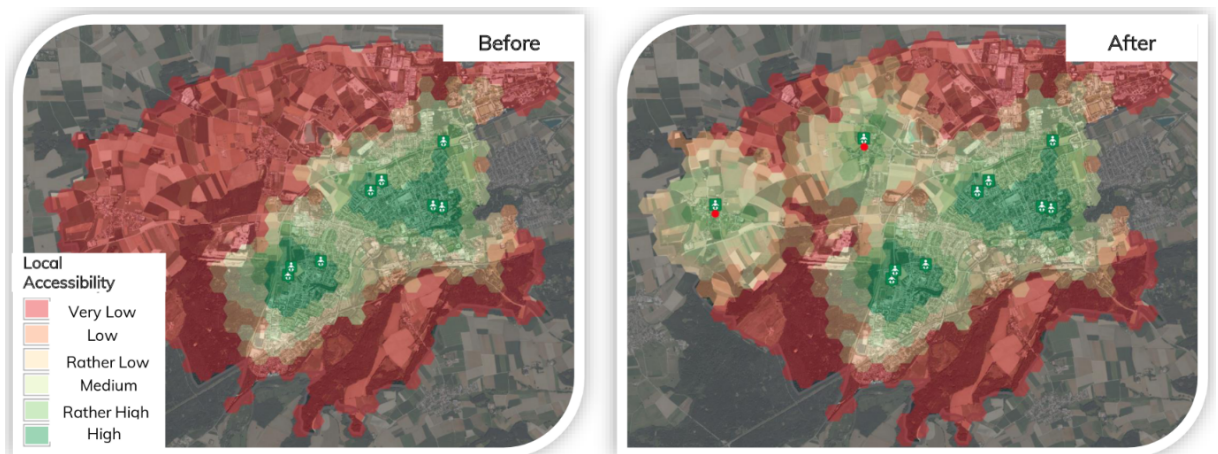 Before
After
Local
Accessibility
Very Low
Low
Rather Low
Medium
Rather High
High